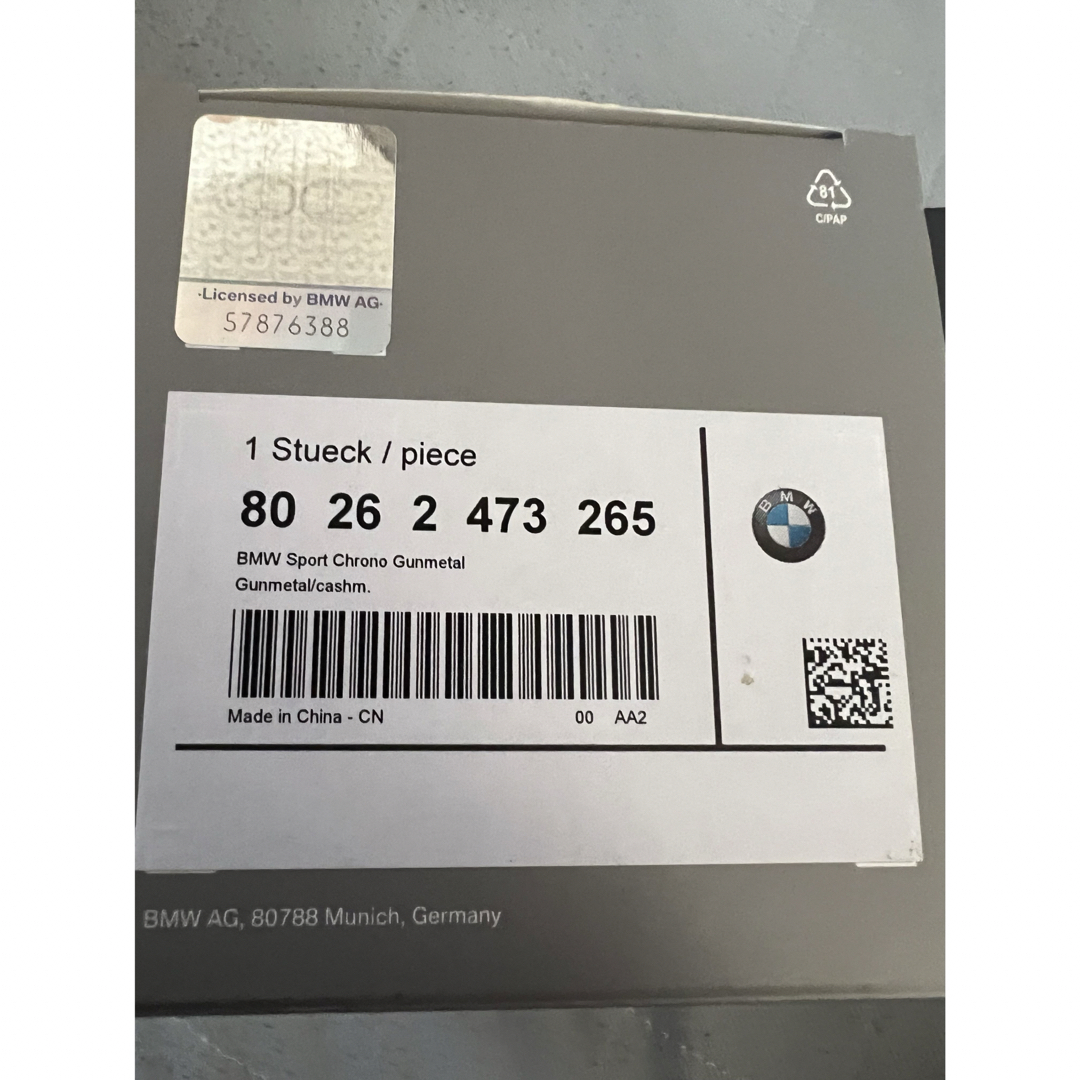 81
C/PAP
·Licensed by BMW AG·
57876388
1 Stueck / piece
80 26 2 473 265
BMW Sport Chrono Gunmetal
Gunmetal/cashm.
BMW
Made in China - CN 00 AA2
BMW AG, 80788 Munich, Germany